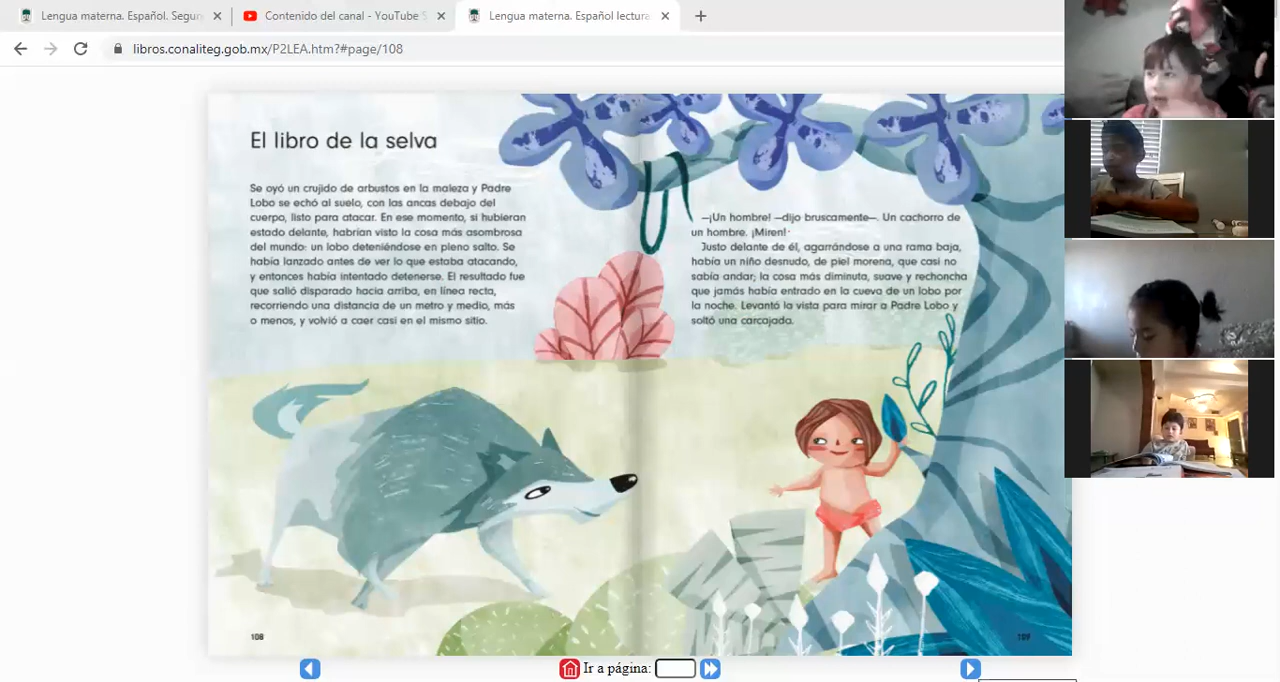 Lengua materna. Español. Segun
Contenido del canal - YouTube S
Lengua materna. Español lectura
libros.conaliteg.gob.mx/P2LEA.htm?#page/108
El libro de la selva
Se oyó un crujido de arbustos en la maleza y Padre
Lobo se echó al suelo, con las ancas debajo del
cuerpo, listo para atacar. En ese momento, si hubieran
estado delante, habrían visto la cosa más asombrosa
del mundo: un lobo deteniéndose en pleno salto. Se
había lanzado antes de ver lo que estaba atacando,
y entonces había intentado detenerse. El resultado fue
que salió disparado hacia arriba, en línea recta,
recorriendo una distancia de un metro y medio, más
o menos, y volvió a caer casi en el mismo sitio.
—¡Un hombre! —dijo bruscamente—. Un cachorro de
un hombre. ¡Miren!
Justo delante de él, agarrándose a una rama baja,
había un niño desnudo, de piel morena, que casi no
sabía andar; la cosa más diminuta, suave y rechoncha
que jamás había entrado en la cueva de un lobo por
la noche. Levantó la vista para mirar a Padre Lobo y
soltó una carcajada.
108
109
Ir a página: